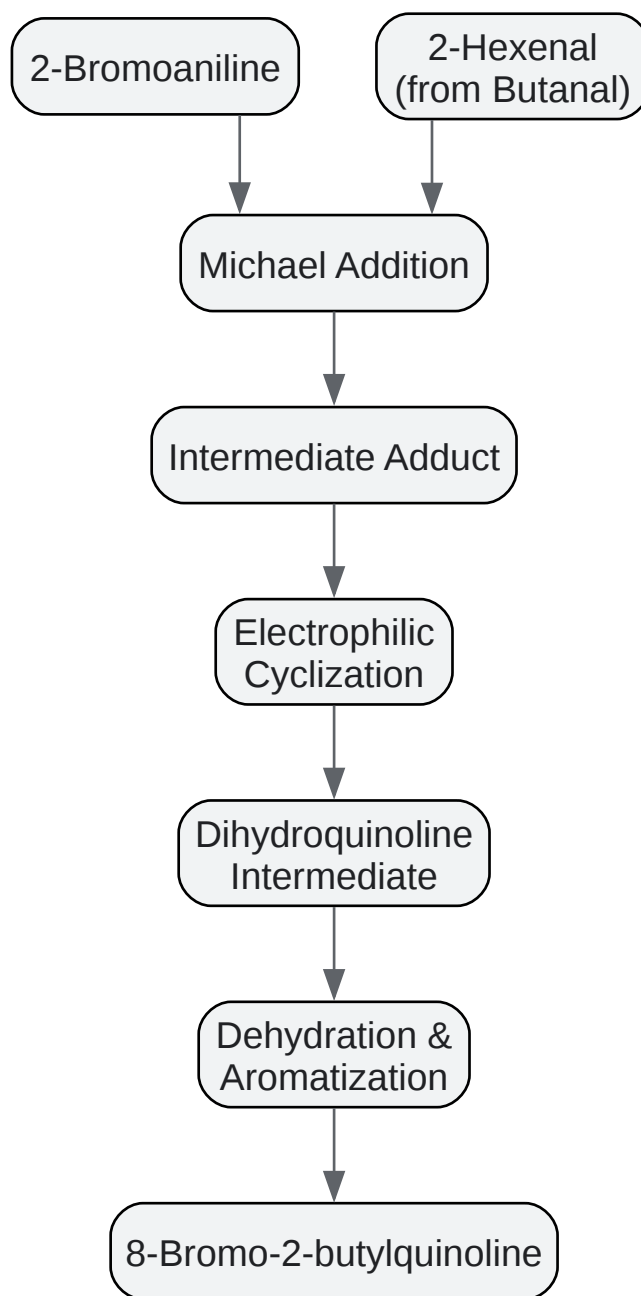 2-Bromoaniline
2-Hexenal
(from Butanal)
Michael Addition
Intermediate Adduct
Electrophilic
Cyclization
Dihydroquinoline
Intermediate
Dehydration &
Aromatization
8-Bromo-2-butylquinoline